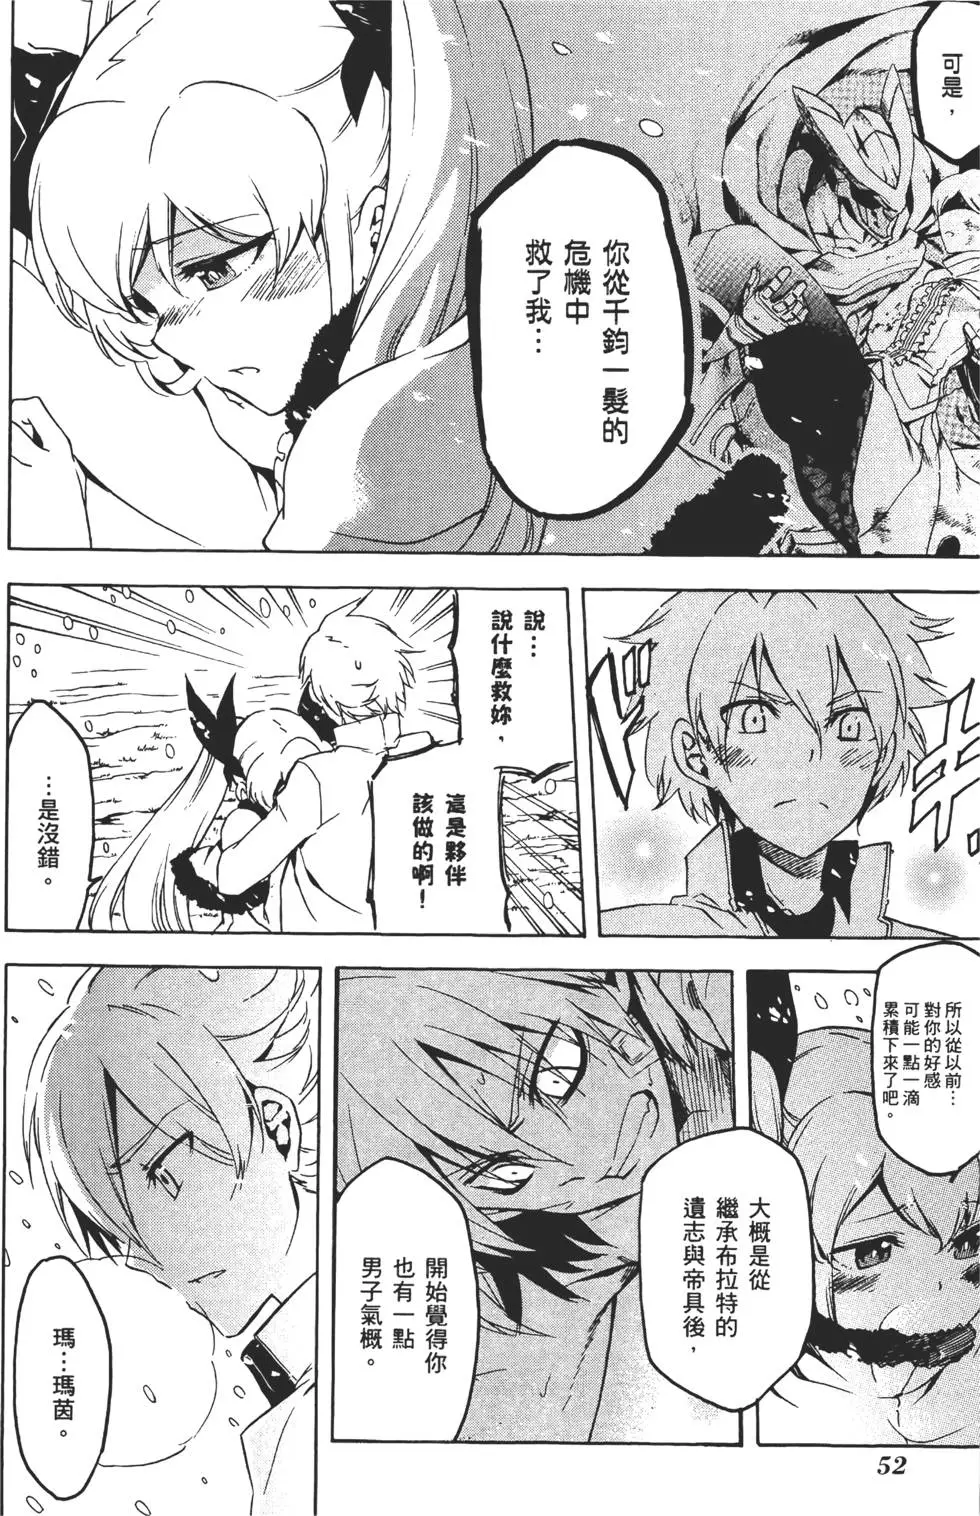 可是，
你從千鈞一髮的
危機中
救了我…
ドギ
說…
說什麼救妳，
這是夥伴
該做的啊！
…是沒錯。
所以從以前…
對你的好感
可能一點一滴
累積下來了吧。
大概是從
繼承布拉特的
遺志與帝具後，
開始覺得你
也有一點
男子氣概。
瑪…瑪茵。
52